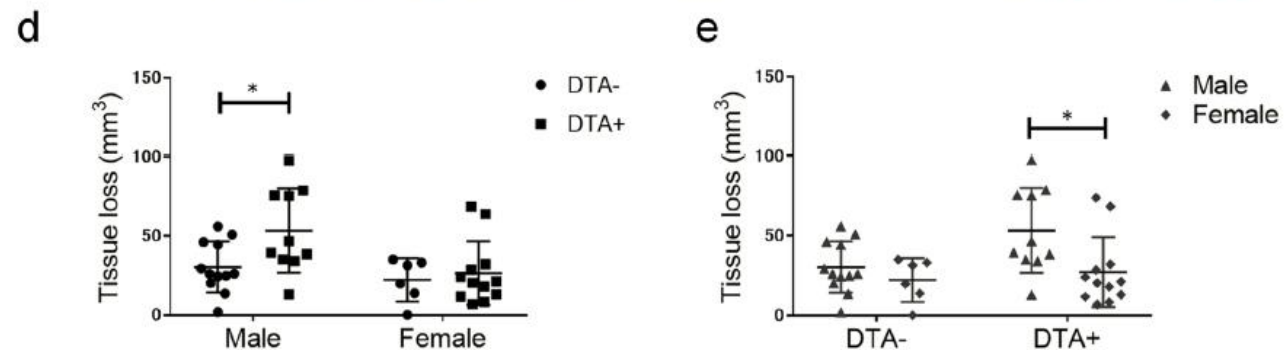 d
150
100
50
0
Tissue loss (mm³)
*
Male
Female
DTA-
DTA+
e
150
100
50
0
Tissue loss (mm³)
*
DTA-
DTA+
Male
Female